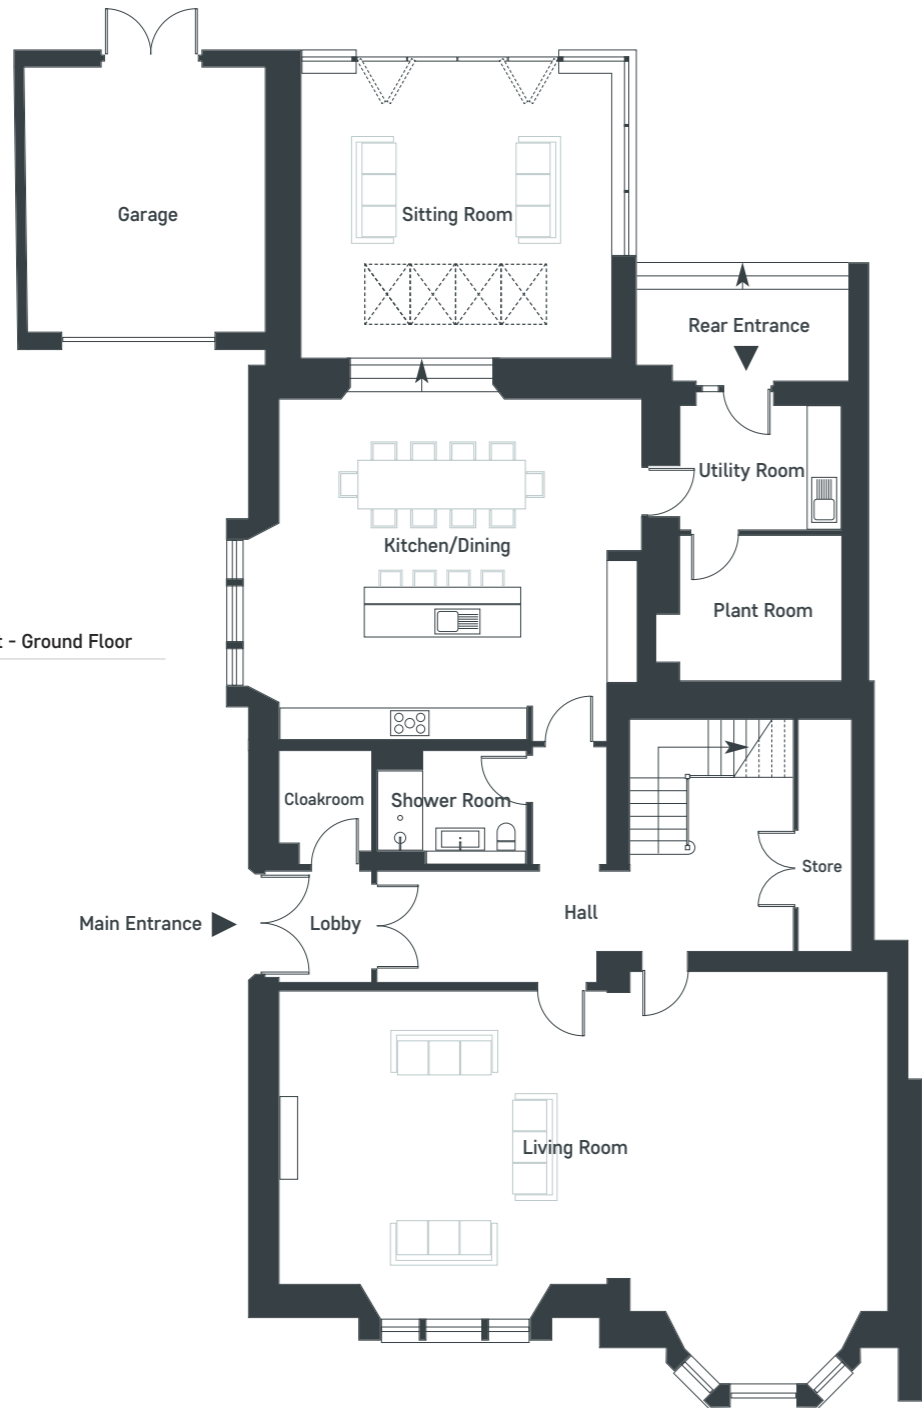 Garage
Sitting Room
Rear Entrance
Utility Room
Kitchen/Dining
Plant Room
- Ground Floor
Cloakroom
Shower Room
Store
Main Entrance
Lobby
Hall
Living Room